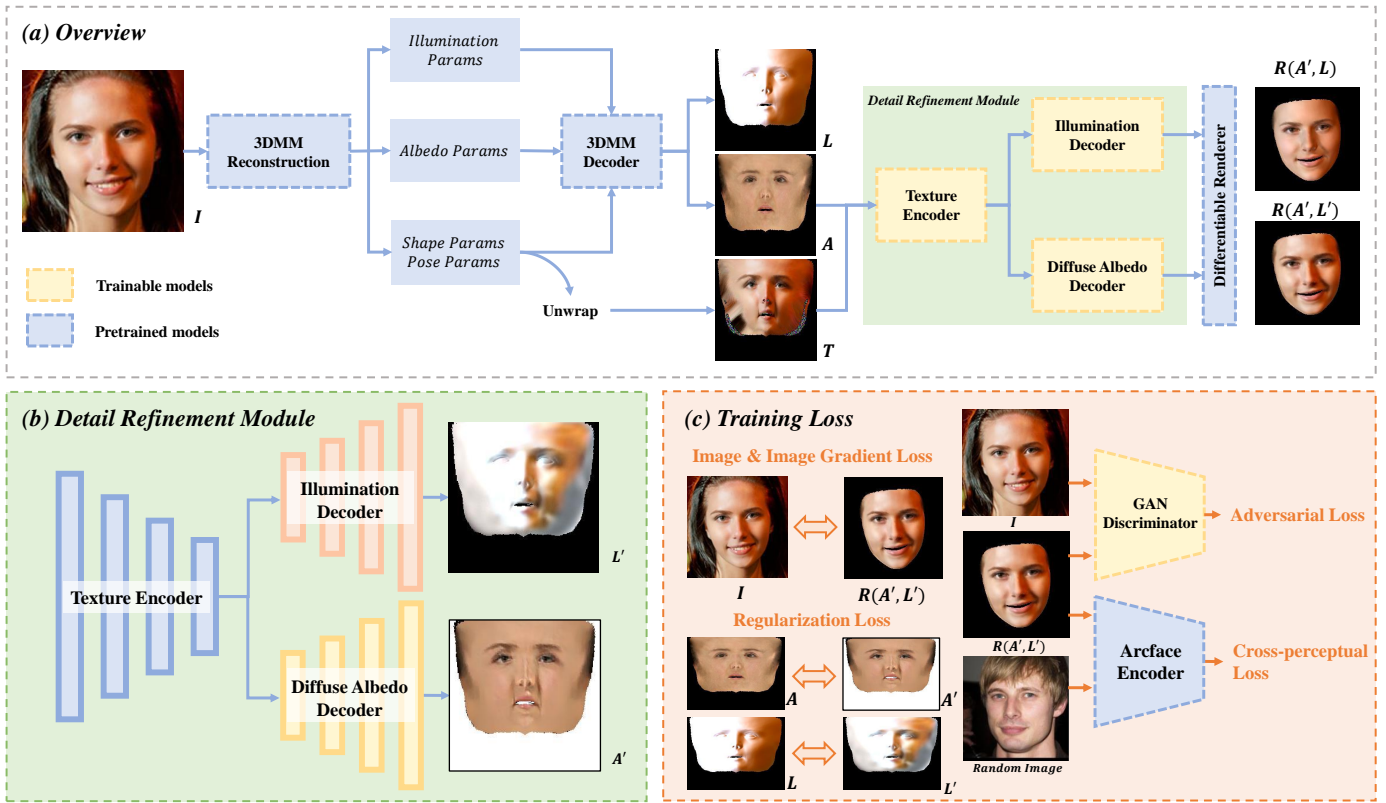 (a) Overview
I
3DMM
Reconstruction
Illumination
Params
Albedo Params
Shape Params
Pose Params
Unwrap
3DMM
Decoder
L
A
T
Detail Refinement Module
Texture
Encoder
Illumination
Decoder
Diffuse Albedo
Decoder
Differentiable Renderer
R(A′, L)
R(A′, L′)
Trainable models
Pretrained models
(b) Detail Refinement Module
Texture Encoder
Illumination
Decoder
L′
Diffuse Albedo
Decoder
A′
(c) Training Loss
Image & Image Gradient Loss
I
R(A′, L′)
Regularization Loss
A
A′
L
L′
I
R(A′, L′)
Random Image
GAN
Discriminator
Adversarial Loss
Arcface
Encoder
Cross-perceptual
Loss